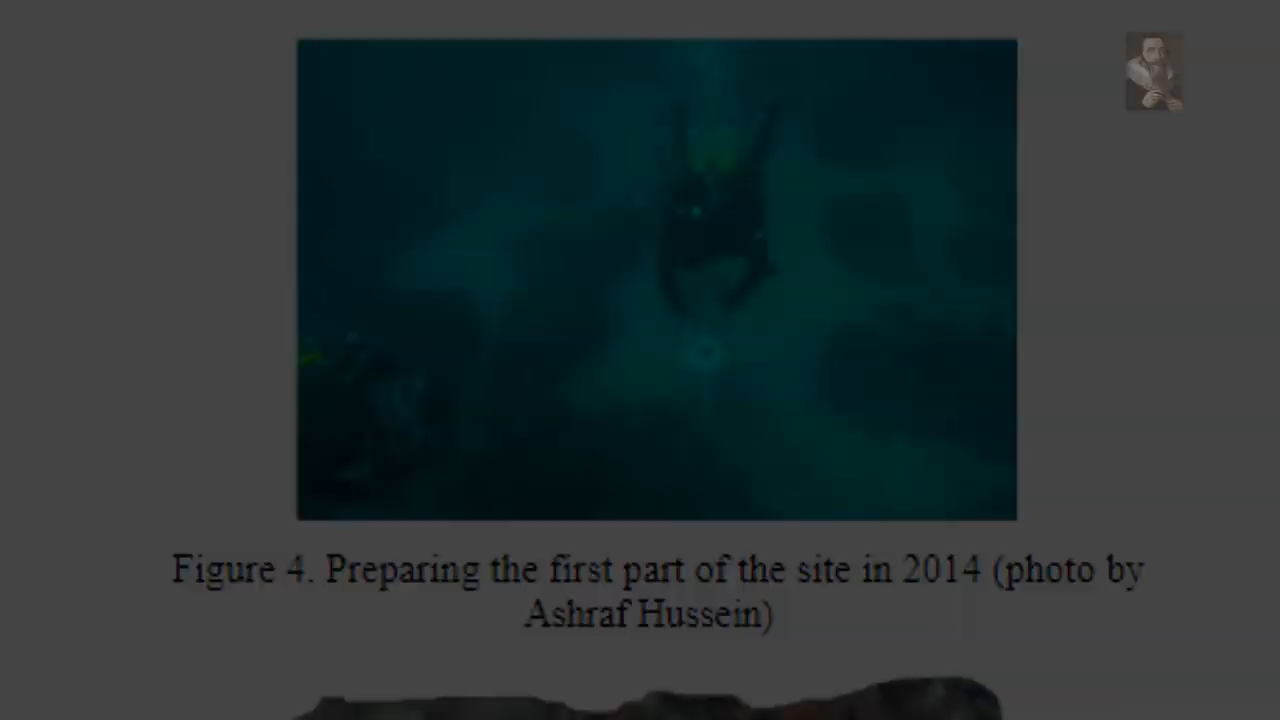 Figure 4. Preparing the first part of the site in 2014 (photo by
Ashraf Hussein)